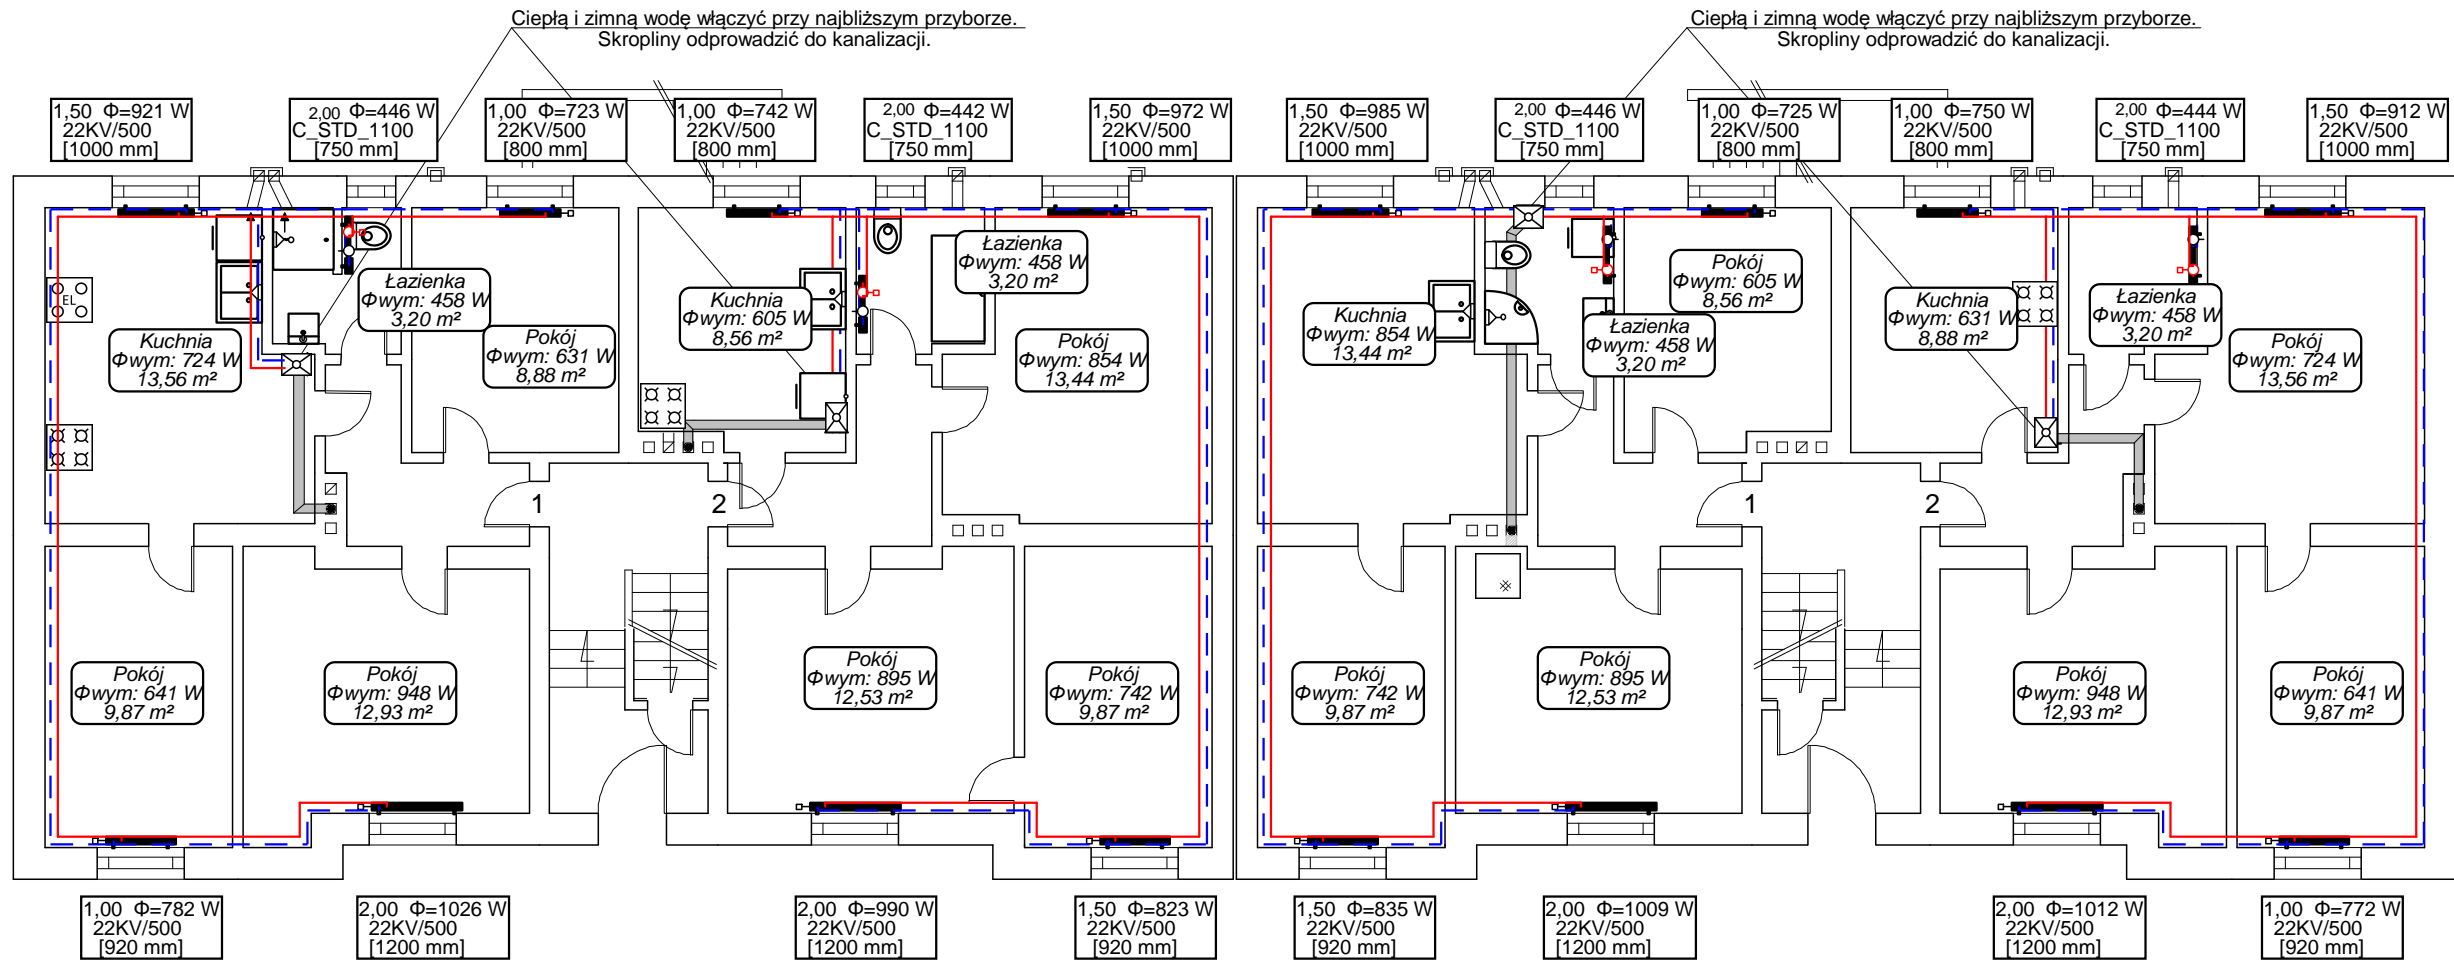 Ciepłą i zimną wodę włączyć przy najbliższym przyborze.
Skropliny odprowadzić do kanalizacji.
Ciepłą i zimną wodę włączyć przy najbliższym przyborze.
Skropliny odprowadzić do kanalizacji.
1,50 Φ=921 W
22KV/500
[1000 mm]
2,00 Φ=446 W
C_STD_1100
[750 mm]
1,00 Φ=723 W
22KV/500
[800 mm]
1,00 Φ=742 W
22KV/500
[800 mm]
2,00 Φ=442 W
C_STD_1100
[750 mm]
1,50 Φ=972 W
22KV/500
[1000 mm]
1,50 Φ=985 W
22KV/500
[1000 mm]
2,00 Φ=446 W
C_STD_1100
[750 mm]
1,00 Φ=725 W
22KV/500
[800 mm]
1,00 Φ=750 W
22KV/500
[800 mm]
2,00 Φ=444 W
C_STD_1100
[750 mm]
1,50 Φ=912 W
22KV/500
[1000 mm]
EL
Kuchnia
Φwym: 724 W
13,56 m²
Łazienka
Φwym: 458 W
3,20 m²
Pokój
Φwym: 631 W
8,88 m²
Kuchnia
Φwym: 605 W
8,56 m²
Łazienka
Φwym: 458 W
3,20 m²
Pokój
Φwym: 854 W
13,44 m²
Kuchnia
Φwym: 854 W
13,44 m²
Łazienka
Φwym: 458 W
3,20 m²
Pokój
Φwym: 605 W
8,56 m²
Kuchnia
Φwym: 631 W
8,88 m²
Łazienka
Φwym: 458 W
3,20 m²
Pokój
Φwym: 724 W
13,56 m²
1
2
1
2
Pokój
Φwym: 641 W
9,87 m²
Pokój
Φwym: 948 W
12,93 m²
Pokój
Φwym: 895 W
12,53 m²
Pokój
Φwym: 742 W
9,87 m²
Pokój
Φwym: 742 W
9,87 m²
Pokój
Φwym: 895 W
12,53 m²
Pokój
Φwym: 948 W
12,93 m²
Pokój
Φwym: 641 W
9,87 m²
1,00 Φ=782 W
22KV/500
[920 mm]
2,00 Φ=1026 W
22KV/500
[1200 mm]
2,00 Φ=990 W
22KV/500
[1200 mm]
1,50 Φ=823 W
22KV/500
[920 mm]
1,50 Φ=835 W
22KV/500
[920 mm]
2,00 Φ=1009 W
22KV/500
[1200 mm]
2,00 Φ=1012 W
22KV/500
[1200 mm]
1,00 Φ=772 W
22KV/500
[920 mm]